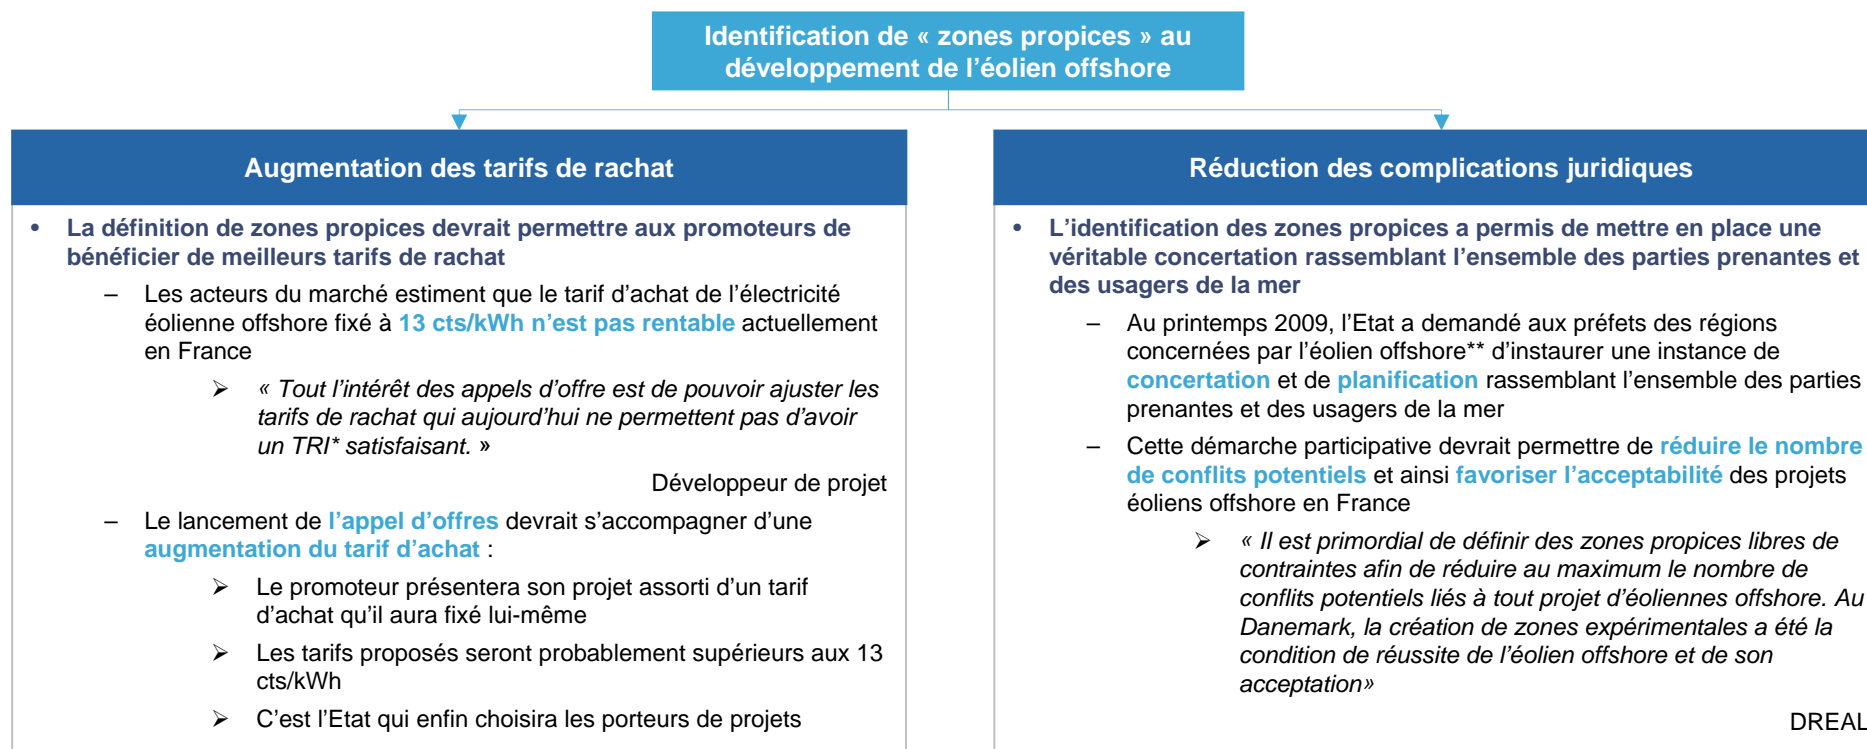 Identification de « zones propices » au
développement de l’éolien offshore
Augmentation des tarifs de rachat
• La définition de zones propices devrait permettre aux promoteurs de
bénéficier de meilleurs tarifs de rachat
– Les acteurs du marché estiment que le tarif d’achat de l’électricité
éolienne offshore fixé à 13 cts/kWh n’est pas rentable actuellement
en France
➢ « Tout l’intérêt des appels d’offre est de pouvoir ajuster les
tarifs de rachat qui aujourd’hui ne permettent pas d’avoir
un TRI* satisfaisant. »
Développeur de projet
– Le lancement de l’appel d’offres devrait s’accompagner d’une
augmentation du tarif d’achat :
➢ Le promoteur présentera son projet assorti d’un tarif
d’achat qu’il aura fixé lui-même
➢ Les tarifs proposés seront probablement supérieurs aux 13
cts/kWh
➢ C’est l’Etat qui enfin choisira les porteurs de projets
Réduction des complications juridiques
• L’identification des zones propices a permis de mettre en place une
véritable concertation rassemblant l’ensemble des parties prenantes et
des usagers de la mer
– Au printemps 2009, l’Etat a demandé aux préfets des régions
concernées par l’éolien offshore** d’instaurer une instance de
concertation et de planification rassemblant l’ensemble des parties
prenantes et des usagers de la mer
– Cette démarche participative devrait permettre de réduire le nombre
de conflits potentiels et ainsi favoriser l’acceptabilité des projets
éoliens offshore en France
➢ « Il est primordial de définir des zones propices libres de
contraintes afin de réduire au maximum le nombre de
conflits potentiels liés à tout projet d’éoliennes offshore. Au
Danemark, la création de zones expérimentales a été la
condition de réussite de l’éolien offshore et de son
acceptation»
DREAL